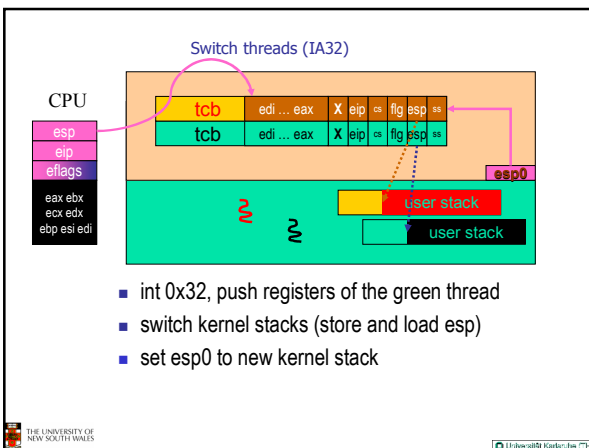 Switch threads (IA32)
CPU
esp
eip
eflags
eax ebx
ecx edx
ebp esi edi
tcb edi ... eax X eip cs flg esp ss
tcb edi ... eax X eip cs flg esp ss
esp0
user stack
user stack
int 0x32, push registers of the green thread
switch kernel stacks (store and load esp)
set esp0 to new kernel stack
THE UNIVERSITY OF
NEW SOUTH WALES
Universität Karlsruhe